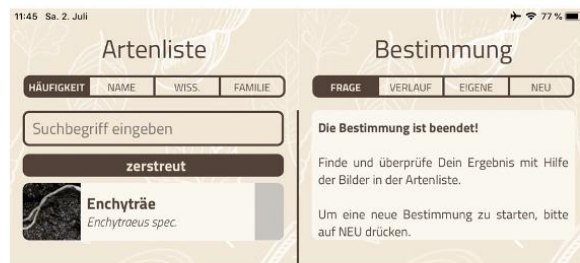 11:45 Sa. 2. Juli
77 %
Artenliste
HÄUFIGKEIT NAME WISS. FAMILIE
Suchbegriff eingeben
zerstreut
Enchyträe
Enchytraeus spec.
Bestimmung
FRAGE VERLAUF EIGENE NEU
Die Bestimmung ist beendet!
Finde und überprüfe Dein Ergebnis mit Hilfe
der Bilder in der Artenliste.
Um eine neue Bestimmung zu starten, bitte
auf NEU drücken.